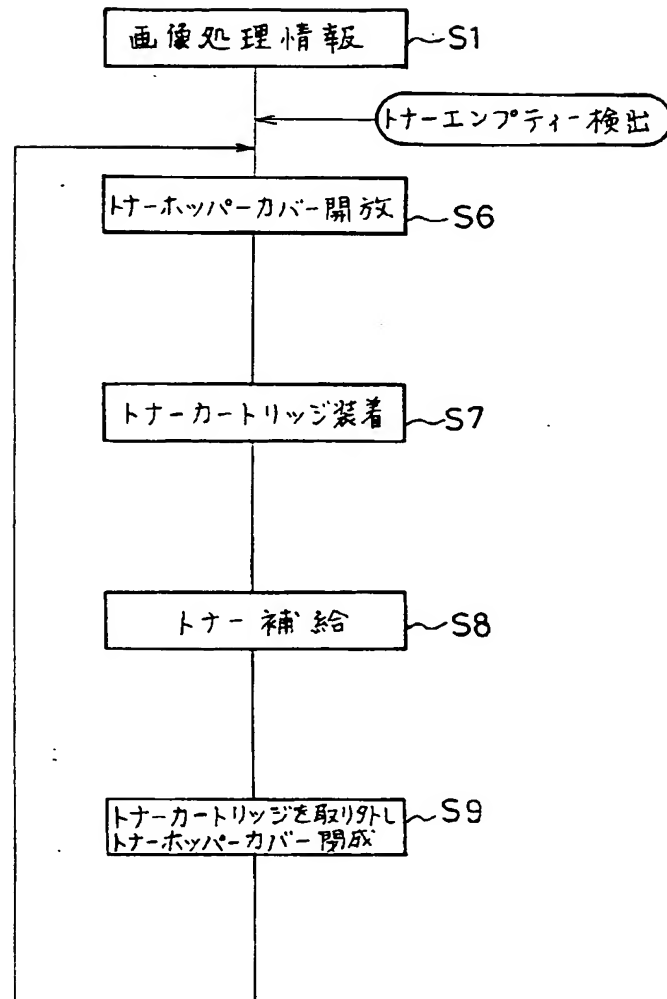 画像処理情報 S1
トナーエンプティー検出
トナーホッパーカバー開放 S6
トナーカートリッジ装着 S7
トナー補給 S8
トナーカートリッジを取り外し S9
トナーホッパーカバー閉成